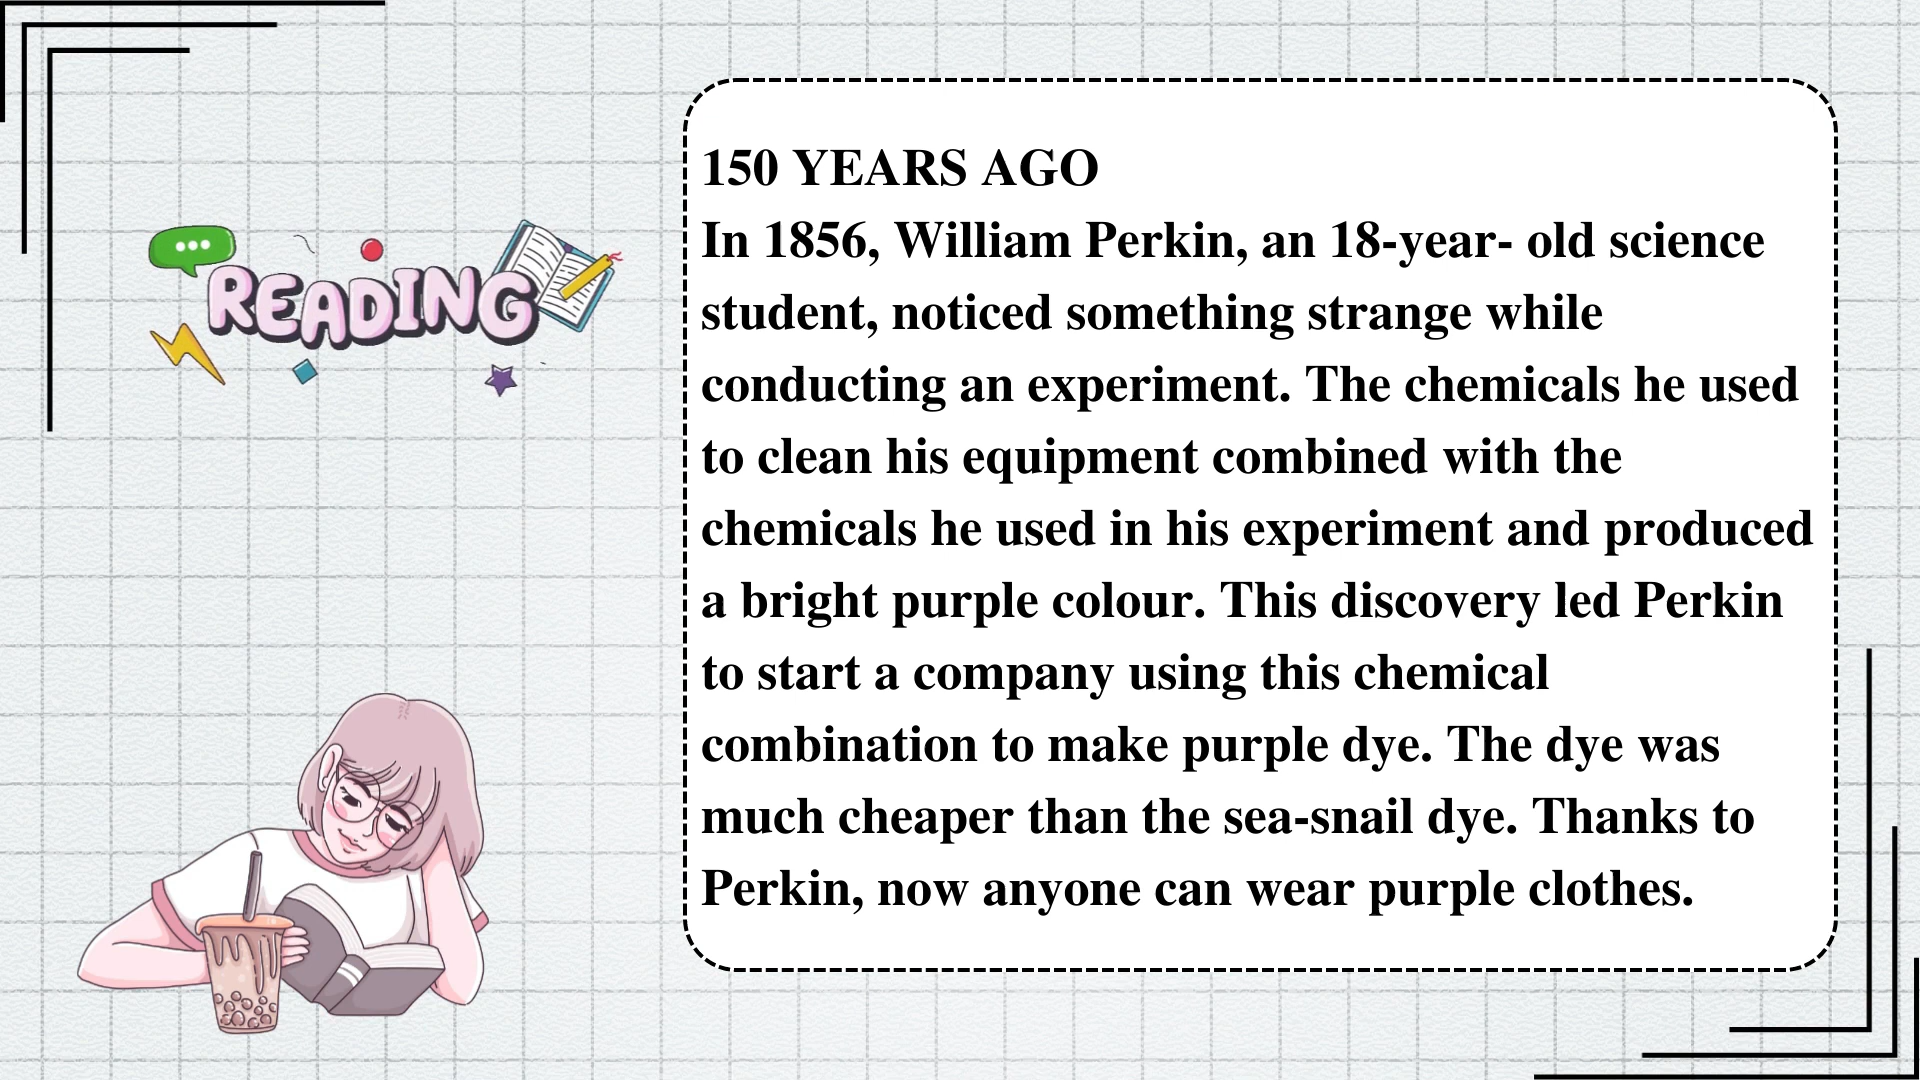 READING
150 YEARS AGO
In 1856, William Perkin, an 18-year- old science
student, noticed something strange while
conducting an experiment. The chemicals he used
to clean his equipment combined with the
chemicals he used in his experiment and produced
a bright purple colour. This discovery led Perkin
to start a company using this chemical
combination to make purple dye. The dye was
much cheaper than the sea-snail dye. Thanks to
Perkin, now anyone can wear purple clothes.